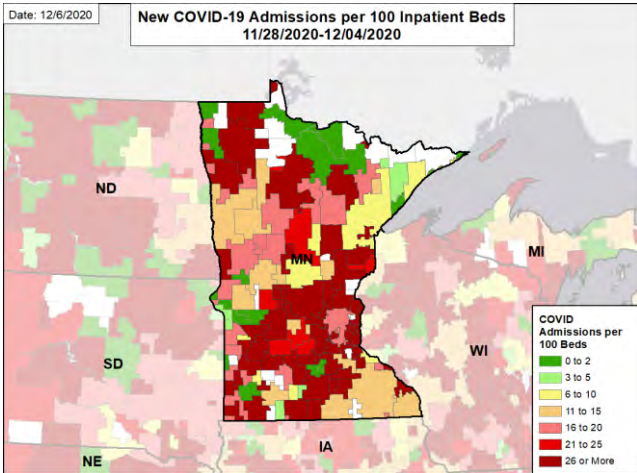 Date: 12/6/2020
New COVID-19 Admissions per 100 Inpatient Beds
11/28/2020-12/04/2020
ND
MN
MI
SD
WI
IA
NE
COVID
Admissions per
100 Beds
0 to 2
3 to 5
6 to 10
11 to 15
16 to 20
21 to 25
26 or More